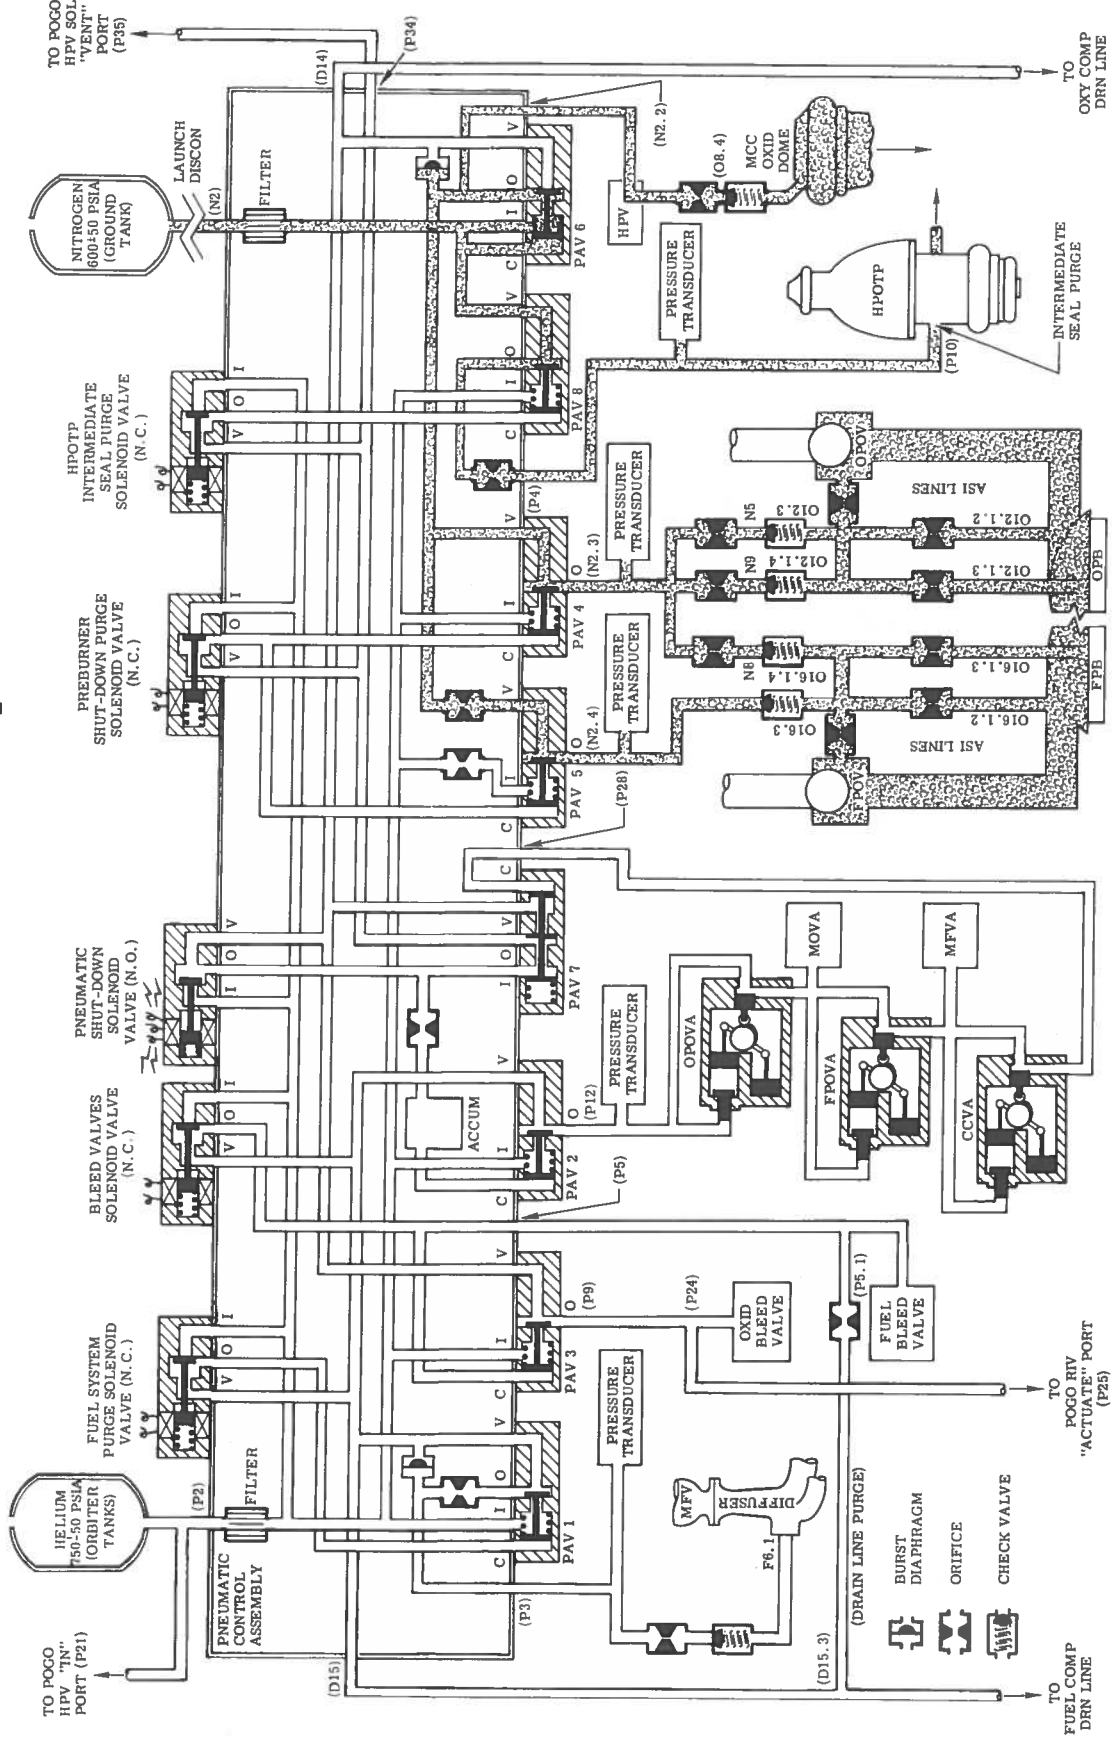 TO POGO
HPV SOL
"VENT"
PORT
(P35)
(P34)
(D14)
TO
OXY COMP
DRN LINE
NITROGEN
600±50 PSIA
(GROUND
TANK)
LAUNCH
DISCON
(N2)
FILTER
V
O
I
C
PAV 6
(N2.2)
HPV
(O8.4)
MCC
OXID
DOME
HPOTP
INTERMEDIATE
SEAL PURGE
SOLENOID VALVE
(N.C.)
I
O
V
V
O
I
C
PAV 8
PRESSURE
TRANSDUCER
HPOTP
(P10)
INTERMEDIATE
SEAL PURGE
PREBURNER
SHUT-DOWN PURGE
SOLENOID VALVE
(N.C.)
I
O
V
(P4)
V
O
(N2.3)
I
C
PAV 4
PRESSURE
TRANSDUCER
V
O
(N2.4)
I
C
PAV 5
PRESSURE
TRANSDUCER
N5
O12.3
N9
O12.1.4
N8
O16.1.4
O16.3
OPOV
ASI LINES
O12.1.2
O12.1.3
O16.1.3
O16.1.2
ASI LINES
FPOV
OPB
FPB
(P28)
PNEUMATIC
SHUT-DOWN
SOLENOID
VALVE (N.O.)
V
O
I
C
V
O
I
PAV 7
MOVA
MFVA
OPOVA
FPOVA
CCVA
BLEED VALVES
SOLENOID VALVE
(N.C.)
I
O
V
ACCUM
V
O
(P12)
I
C
PAV 2
PRESSURE
TRANSDUCER
(P5)
FUEL SYSTEM
PURGE SOLENOID
VALVE (N.C.)
I
O
V
V
O
(P9)
I
C
PAV 3
(P24)
OXID
BLEED
VALVE
(P5.1)
FUEL
BLEED
VALVE
TO
POGO RIV
"ACTUATE" PORT
(P25)
HELIUM
750-50 PSIA
(ORBITER
TANKS)
(P2)
FILTER
TO POGO
HPV "IN"
PORT (P21)
PNEUMATIC
CONTROL
ASSEMBLY
V
O
I
C
PAV 1
(P3)
PRESSURE
TRANSDUCER
MFV
DIFFUSER
F6.1
(D15)
(D15.3)
(DRAIN LINE PURGE)
TO
FUEL COMP
DRN LINE
BURST
DIAPHRAGM
ORIFICE
CHECK VALVE